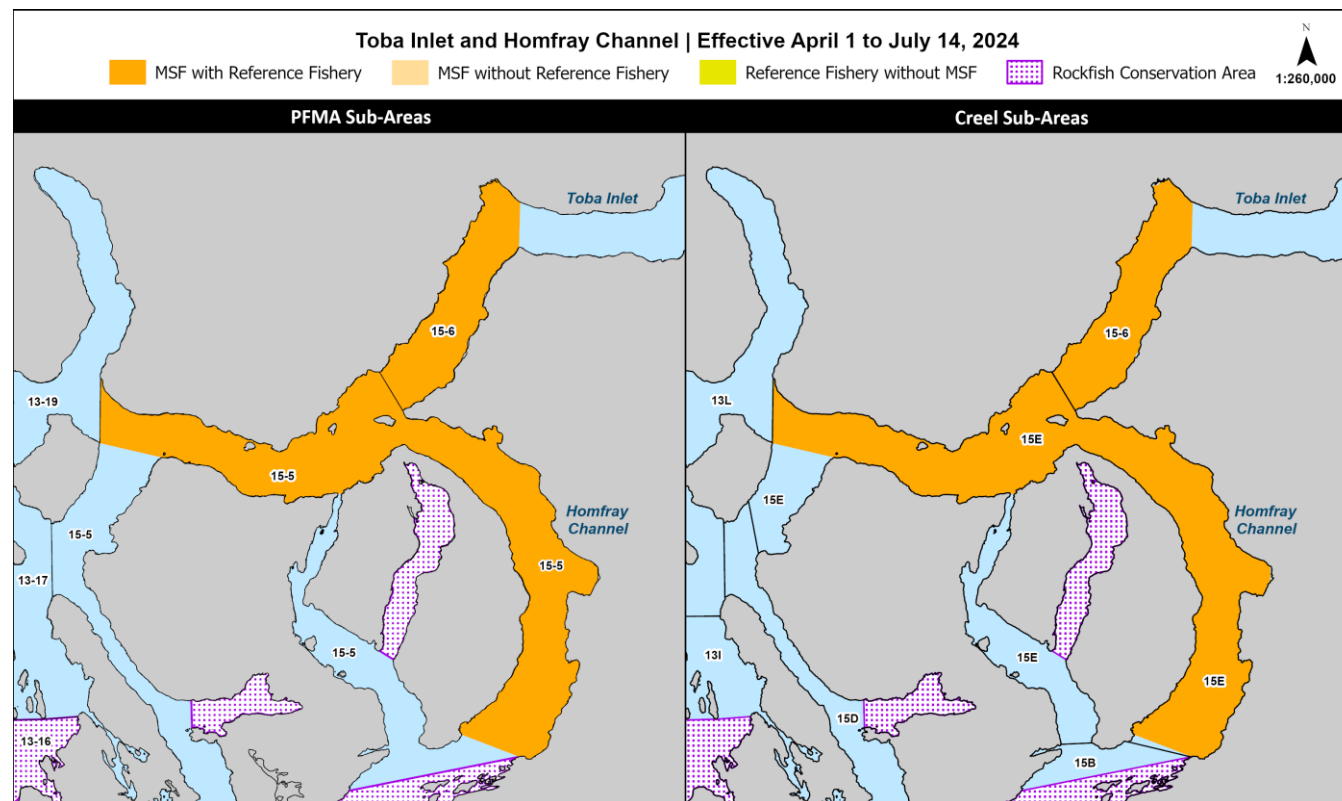 Toba Inlet and Homfray Channel | Effective April 1 to July 14, 2024
N
1:260,000
MSF with Reference Fishery
MSF without Reference Fishery
Reference Fishery without MSF
Rockfish Conservation Area
PFMA Sub-Areas
Toba Inlet
15-6
13-19
15-5
Homfray
Channel
15-5
15-5
13-17
15-5
13-16
Creel Sub-Areas
Toba Inlet
15-6
13L
15E
15E
Homfray
Channel
13I
15E
15E
15D
15B